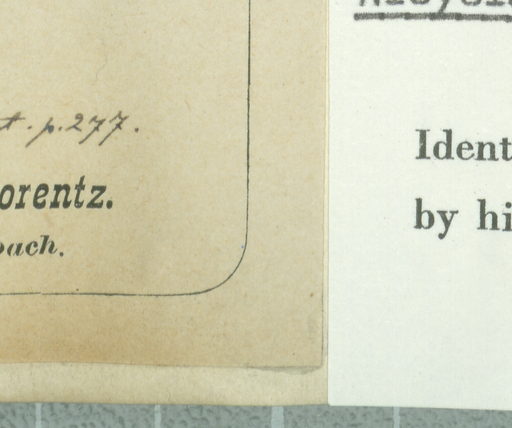 t. p. 277.
orentz.
bach.
Ident
by hi